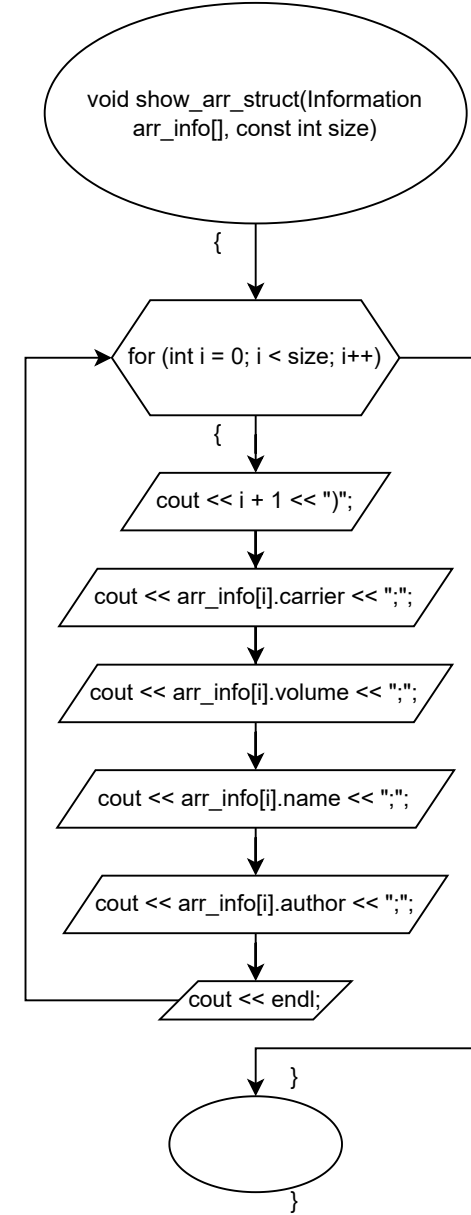 void show_arr_struct(Information
arr_info[], const int size)
{
for (int i = 0; i < size; i++)
{
cout << i + 1 << ")";
cout << arr_info[i].carrier << ";";
cout << arr_info[i].volume << ";";
cout << arr_info[i].name << ";";
cout << arr_info[i].author << ";";
cout << endl;
}
}